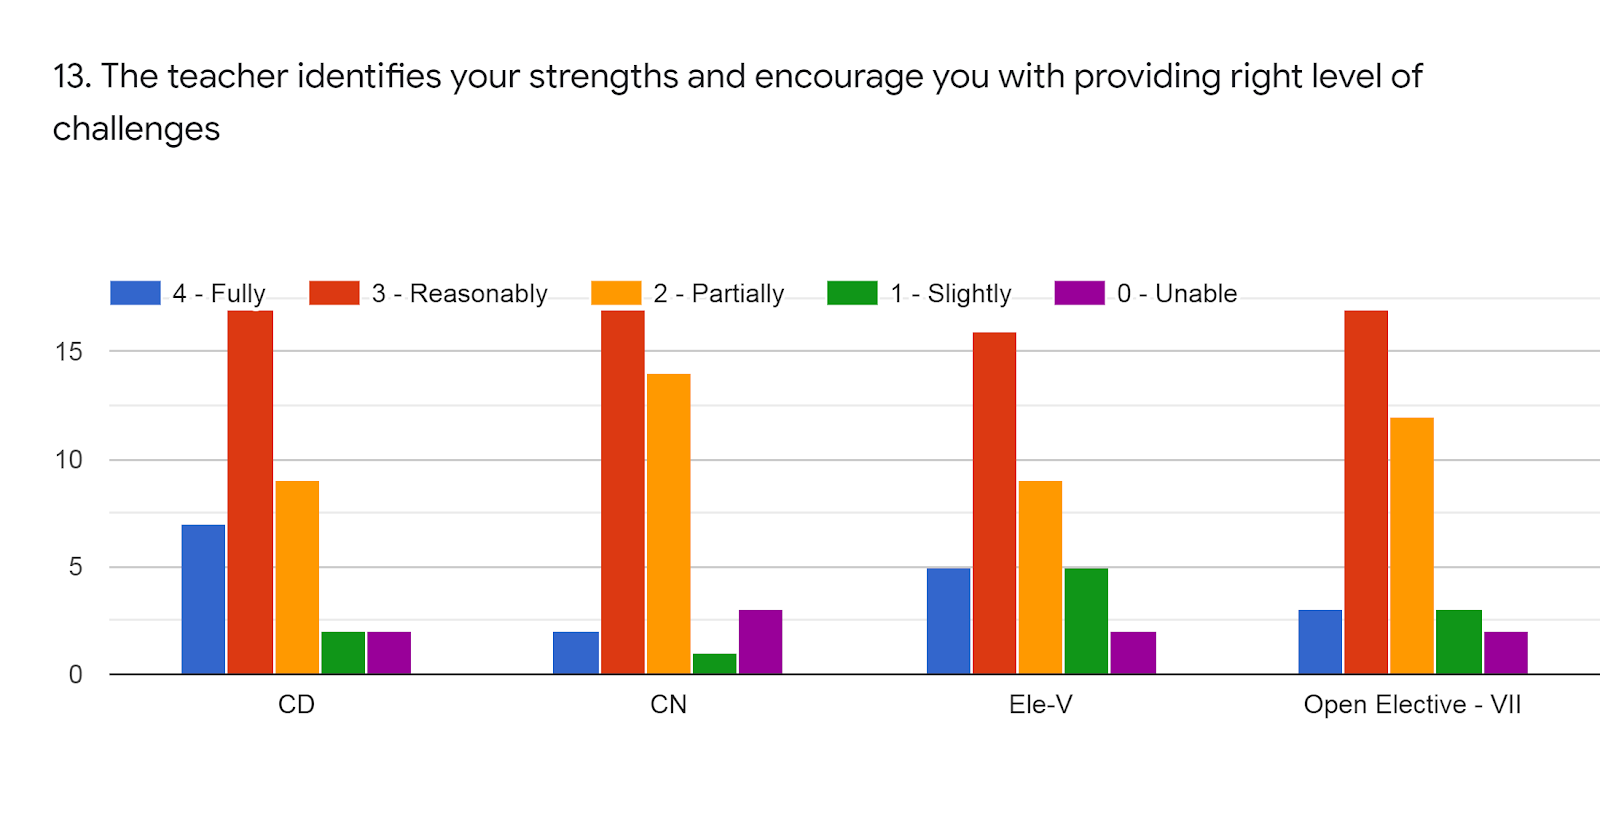 13. The teacher identifies your strengths and encourage you with providing right level of
challenges
4 - Fully 3 - Reasonably 2 - Partially 1 - Slightly 0 - Unable
15
10
5
0
CD CN Ele-V Open Elective - VII